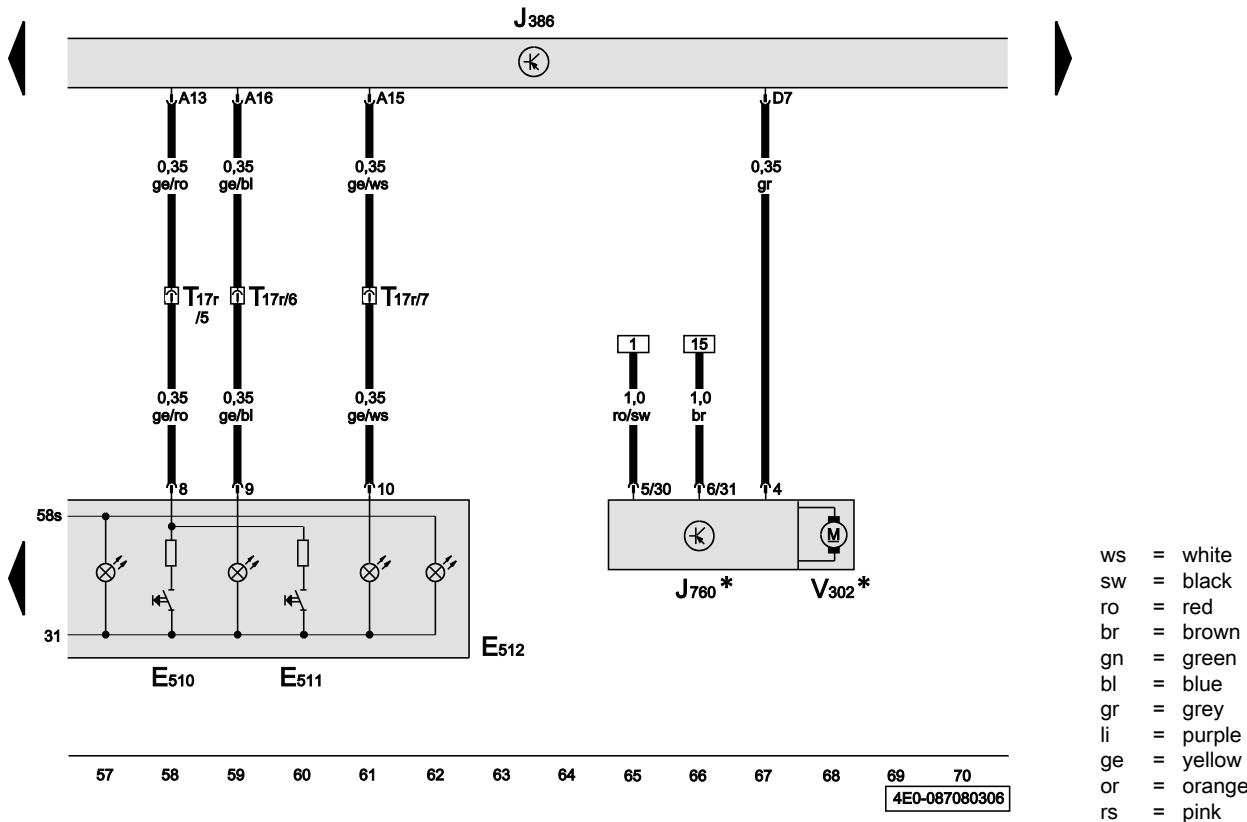 J386
A13 A16 A15 D7
0,35 0,35 0,35 0,35
ge/ro ge/bl ge/ws gr
T17r T17r/6 T17r/7
/5
1 15
0,35 0,35 0,35 1,0 1,0
ge/ro ge/bl ge/ws ro/sw br
8 9 10 5/30 6/31 4
58s
M
31
J760* V302*
E512
E510 E511
57 58 59 60 61 62 63 64 65 66 67 68 69 70
4E0-087080306
ws = white
sw = black
ro = red
br = brown
gn = green
bl = blue
gr = grey
li = purple
ge = yellow
or = orange
rs = pink